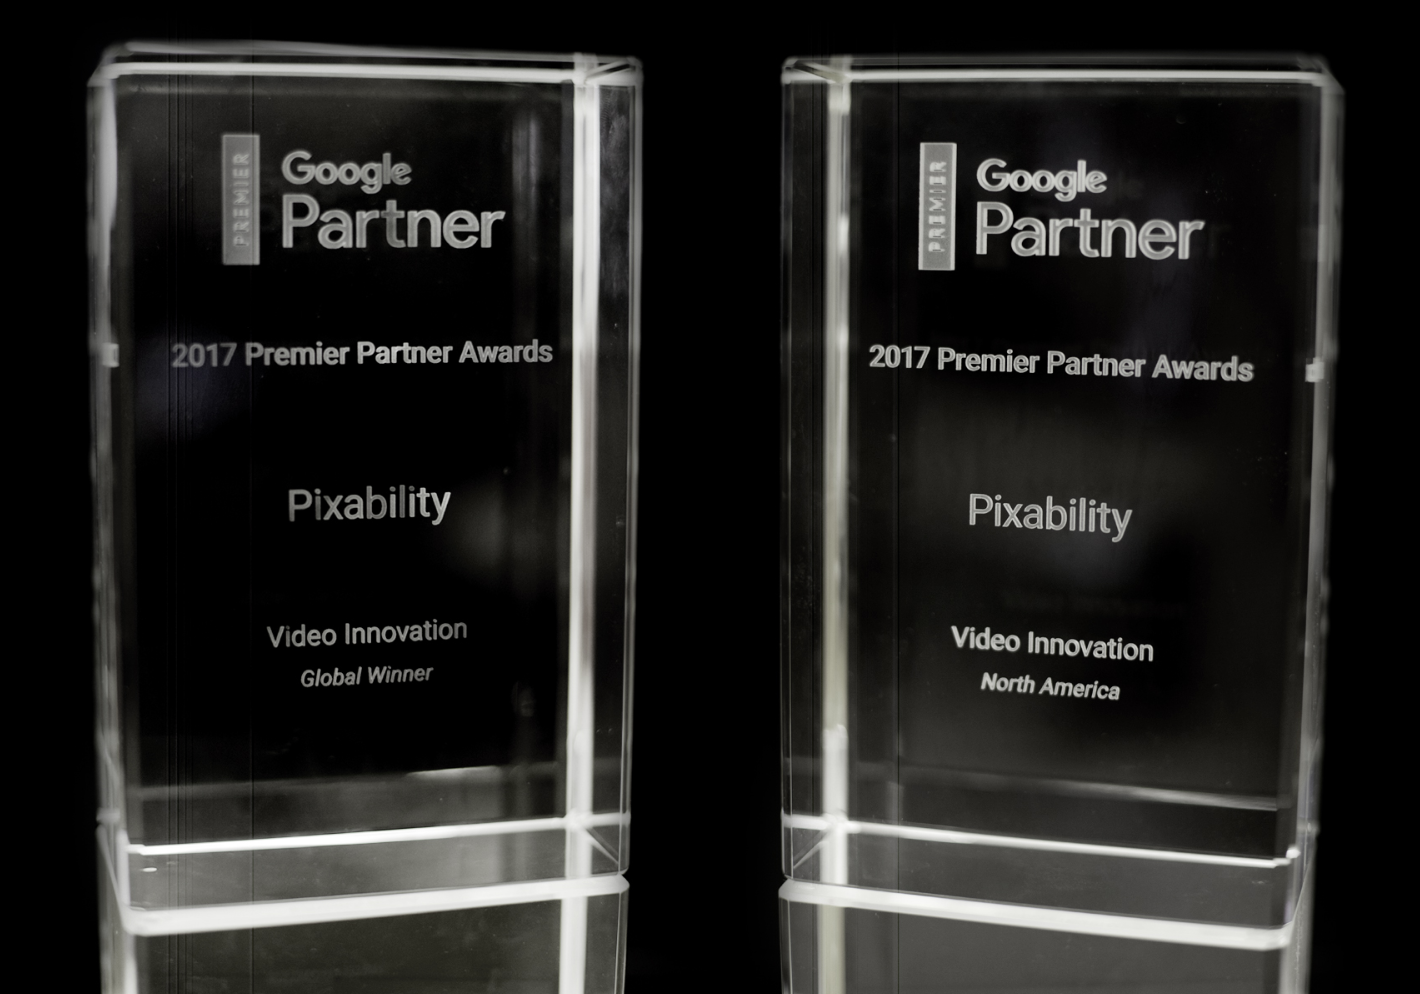 PREMIER
Google
Partner
2017 Premier Partner Awards
Pixability
Video Innovation
Global Winner
PREMIER
Google
Partner
2017 Premier Partner Awards
Pixability
Video Innovation
North America